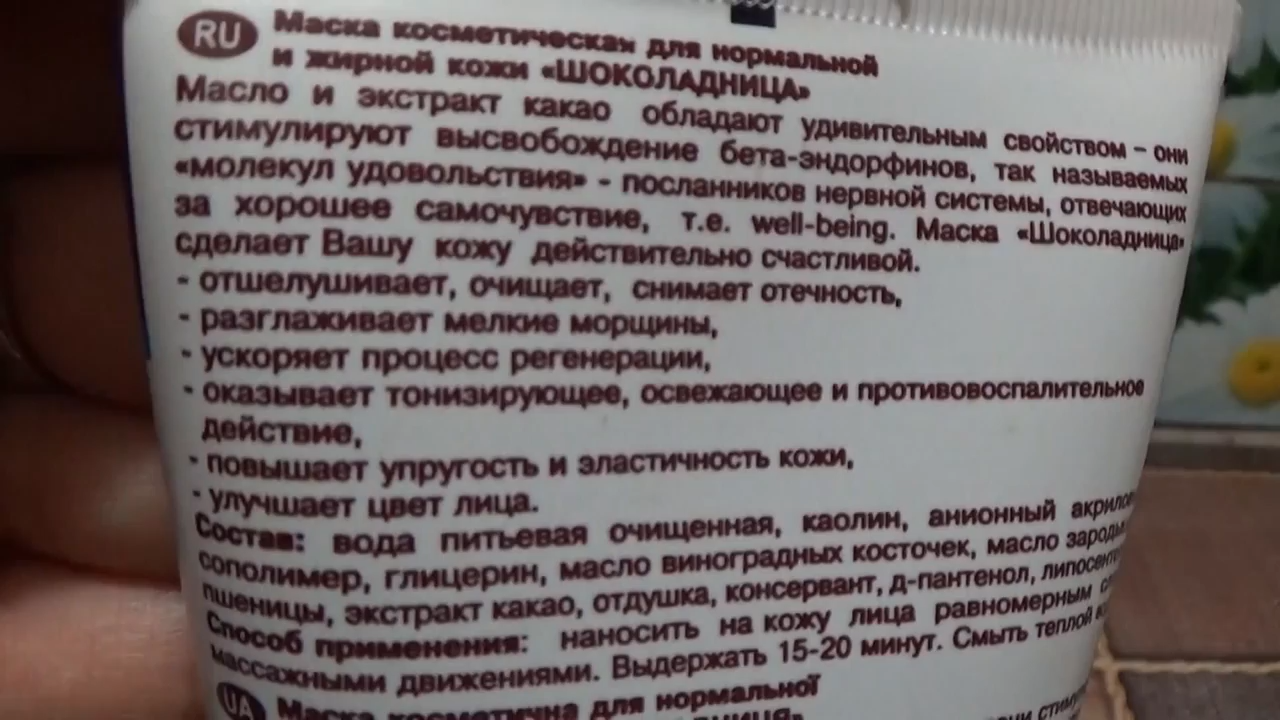 RU Маска косметическая для нормальной
и жирной кожи «ШОКОЛАДНИЦА»
Масло и экстракт какао обладают удивительным свойством – они
стимулируют высвобождение бета-эндорфинов, так называемых
«молекул удовольствия» - посланников нервной системы, отвечающих
за хорошее самочувствие, т.е. well-being. Маска «Шоколадница»
сделает Вашу кожу действительно счастливой.
- отшелушивает, очищает, снимает отечность,
- разглаживает мелкие морщины,
- ускоряет процесс регенерации,
- оказывает тонизирующее, освежающее и противовоспалительное
действие,
- повышает упругость и эластичность кожи,
- улучшает цвет лица.
Состав: вода питьевая очищенная, каолин, анионный
сополимер, глицерин, масло виноградных косточек, масло
пшеницы, экстракт какао, отдушка, консервант, д-пантенол,
Способ применения: наносить на кожу лица равномерным
массажными движениями. Выдержать 15-20 минут. Смыть теплой
UA Маска косметична для нормальної